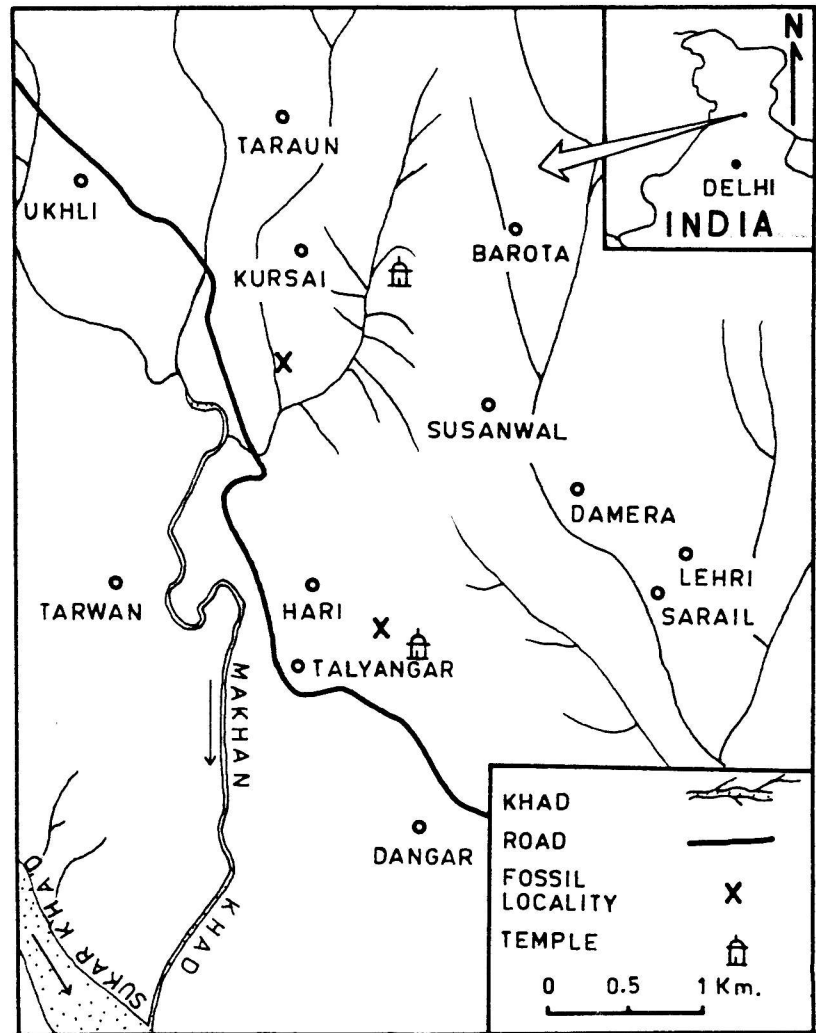 N
TARAUN
DELHI
UKHLI
INDIA
BAROTA
KURSAI
SUSANWAL
DAMERA
LEHRI
TARWAN
HARI
SARAIL
TALYANGAR
MAKHAN
KHAD
DANGAR
SUKAR KHAD
KHAD
ROAD
FOSSIL
LOCALITY
X
TEMPLE
0 0.5 1 Km.
X
X